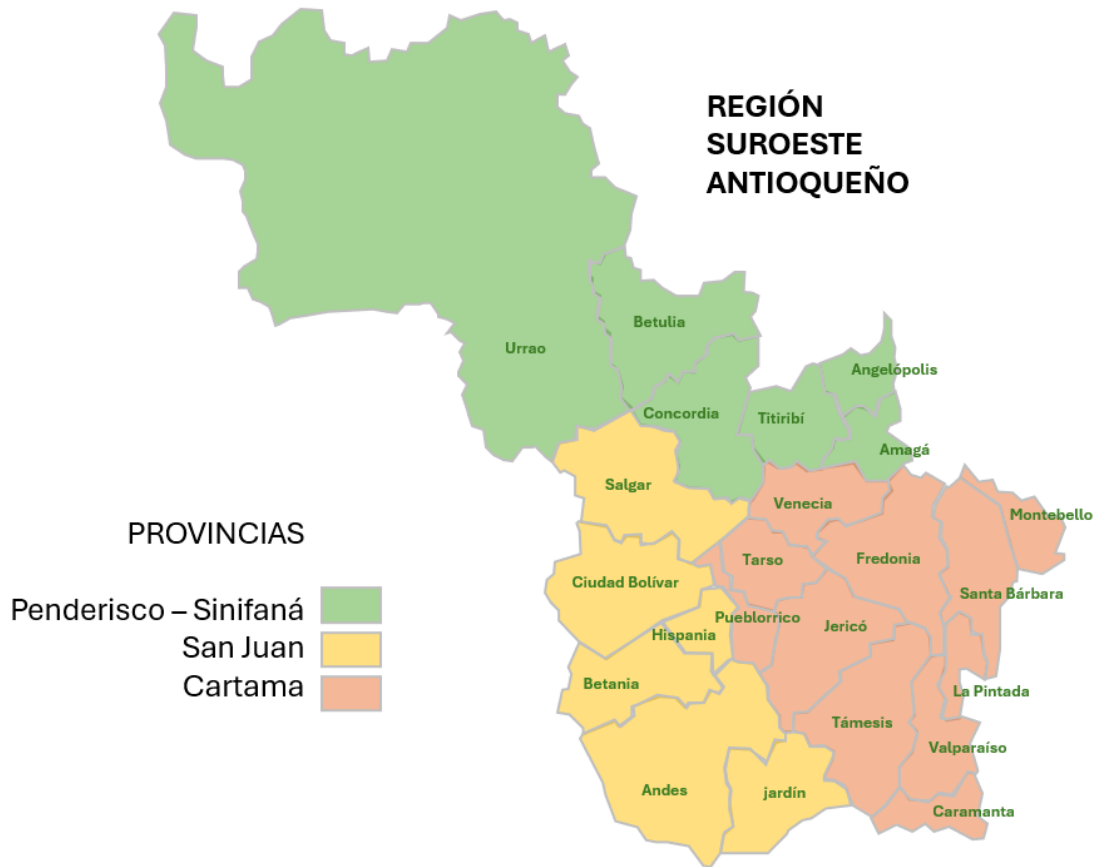 REGIÓN
SUROESTE
ANTIOQUEÑO
Betulia
Urrao
Angelópolis
Concordia
Titiribí
Amagá
Salgar
Venecia
Montebello
PROVINCIAS
Tarso
Fredonia
Ciudad Bolívar
Santa Bárbara
Penderisco – Sinifaná
Pueblorrico
Jericó
Hispania
San Juan
Cartama
Betania
La Pintada
Támesis
Valparaíso
Andes
jardín
Caramanta